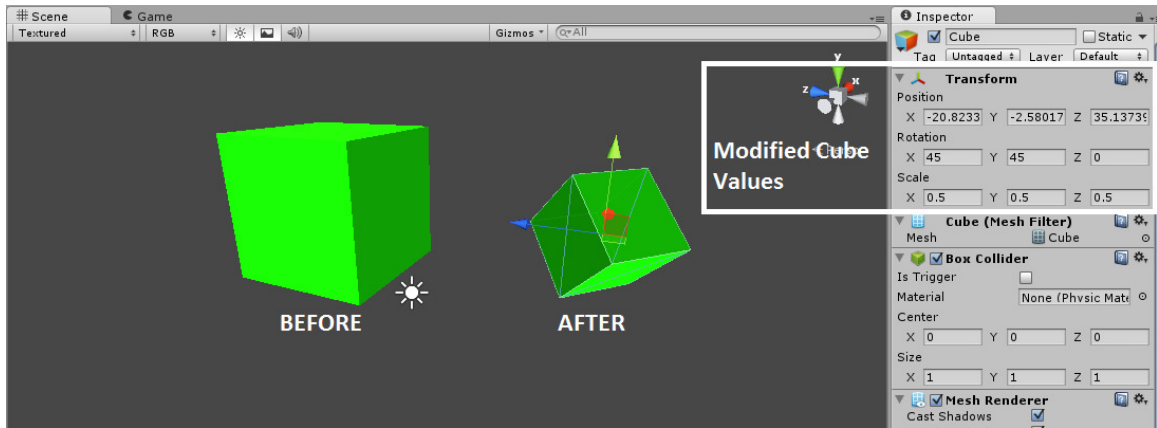 # Scene Game
Textured RGB Gizmos Q▾All
y
x
z
Persp
BEFORE
AFTER
Modified Cube
Values
Inspector
Cube Static
Tag Untagged Layer Default
Transform
Position
X -20.8233 Y -2.58017 Z 35.13739
Rotation
X 45 Y 45 Z 0
Scale
X 0.5 Y 0.5 Z 0.5
Cube (Mesh Filter)
Mesh Cube
Box Collider
Is Trigger
Material None (Physic Mate
Center
X 0 Y 0 Z 0
Size
X 1 Y 1 Z 1
Mesh Renderer
Cast Shadows